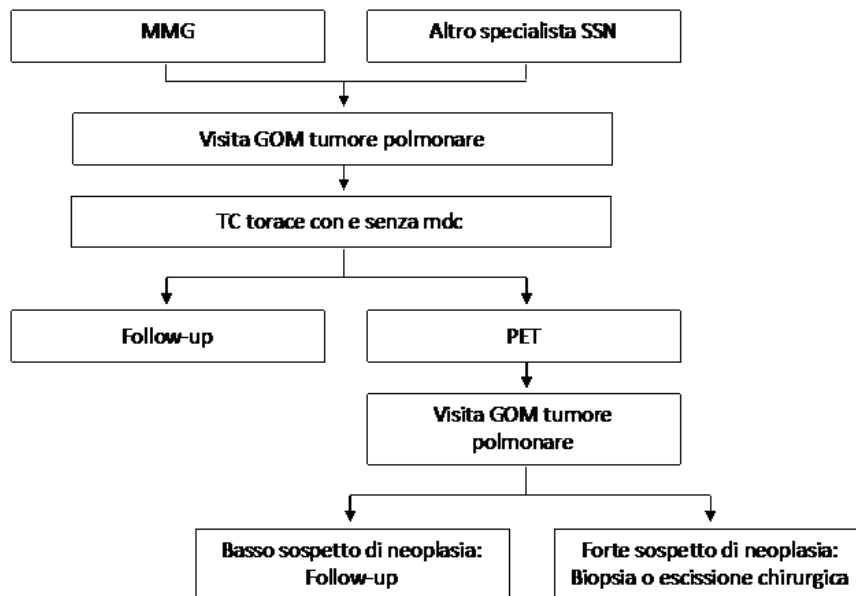 MMG
Altro specialista SSN
Visita GOM tumore polmonare
TC torace con e senza mdc
Follow-up
PET
Visita GOM tumore
polmonare
Basso sospetto di neoplasia:
Follow-up
Forte sospetto di neoplasia:
Biopsia o escissione chirurgica